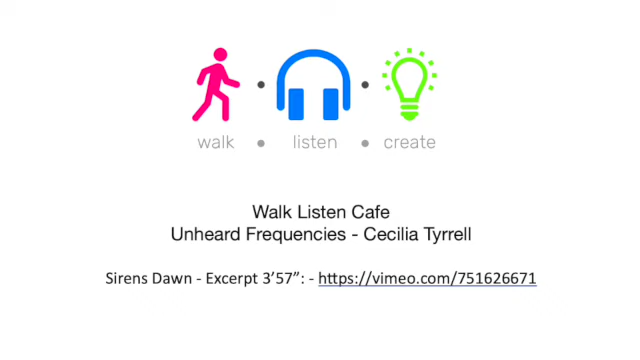 walk • listen • create
Walk Listen Cafe
Unheard Frequencies - Cecilia Tyrrell
Sirens Dawn - Excerpt 3’57”: - https://vimeo.com/751626671